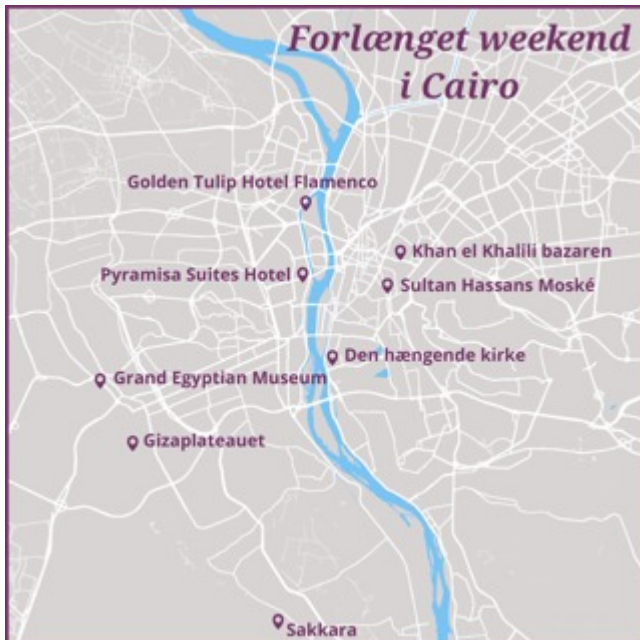 Forlænget weekend
i Cairo
Golden Tulip Hotel Flamenco
Khan el Khalili bazaren
Pyramisa Suites Hotel
Sultan Hassans Moské
Den hængende kirke
Grand Egyptian Museum
Gizaplateauet
Sakkara